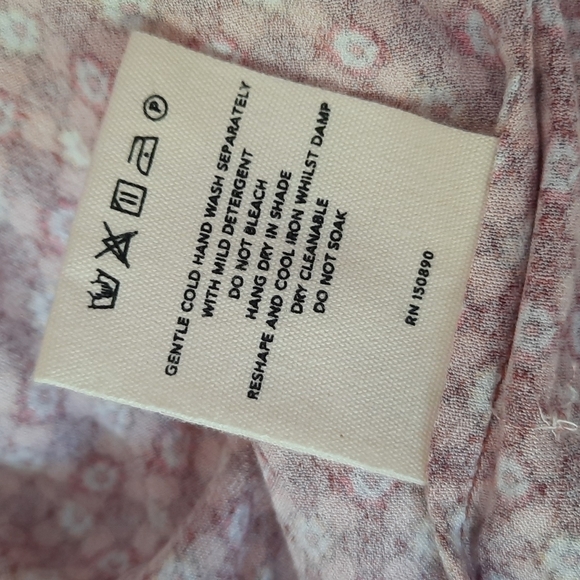 P
GENTLE COLD HAND WASH SEPARATELY
WITH MILD DETERGENT
DO NOT BLEACH
HANG DRY IN SHADE
RESHAPE AND COOL IRON WHILST DAMP
DRY CLEANABLE
DO NOT SOAK
RN 150890